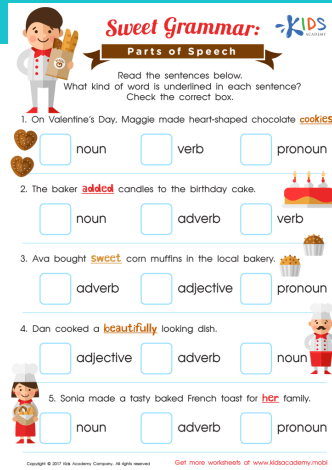 Sweet Grammar:
KIDS
ACADEMY
Parts of Speech
Read the sentences below.
What kind of word is underlined in each sentence?
Check the correct box.
1. On Valentine's Day, Maggie made heart-shaped chocolate cookies
noun verb pronoun
2. The baker added candles to the birthday cake.
noun adverb verb
3. Ava bought sweet corn muffins in the local bakery.
adverb adjective pronoun
4. Dan cooked a beautifully looking dish.
adjective adverb noun
5. Sonia made a tasty baked French toast for her family.
noun adverb pronoun
Copyright © 2017 Kids Academy Company. All rights reserved
Get more worksheets at www.kidsacademy.mobi